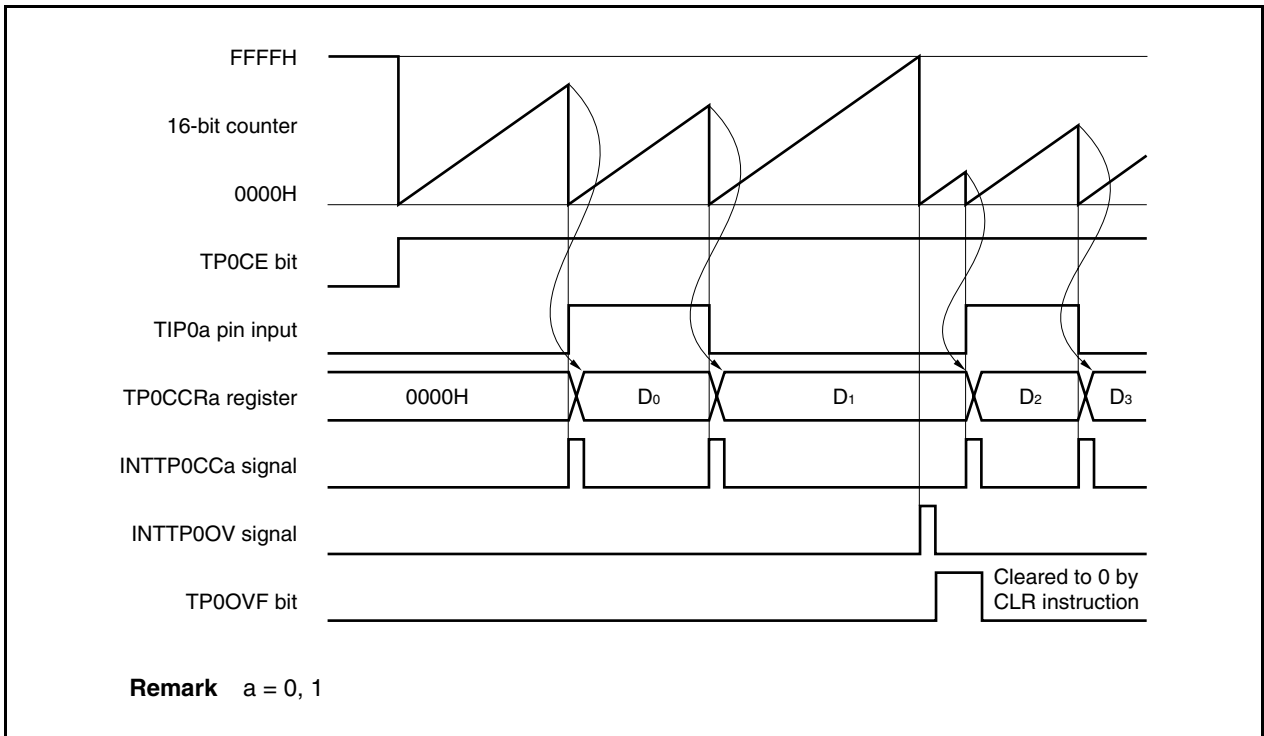 FFFFH
16-bit counter
0000H
TP0CE bit
TIP0a pin input
TP0CCRa register
0000H
D0
D1
D2
D3
INTTP0CCa signal
INTTP0OV signal
TP0OVF bit
Cleared to 0 by
CLR instruction
Remark a = 0, 1